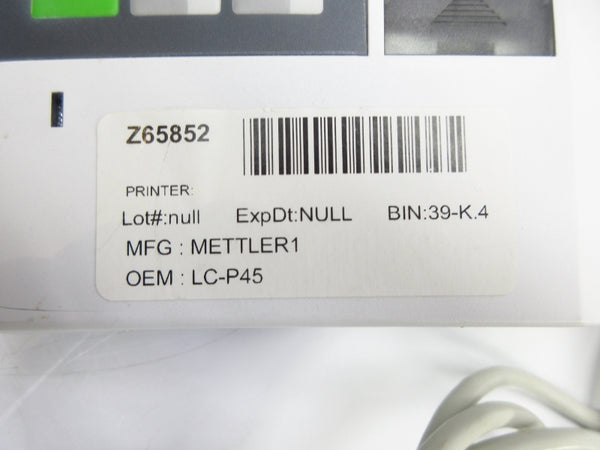 Z65852
PRINTER:
Lot#:null ExpDt:NULL BIN:39-K.4
MFG : METTLER1
OEM : LC-P45